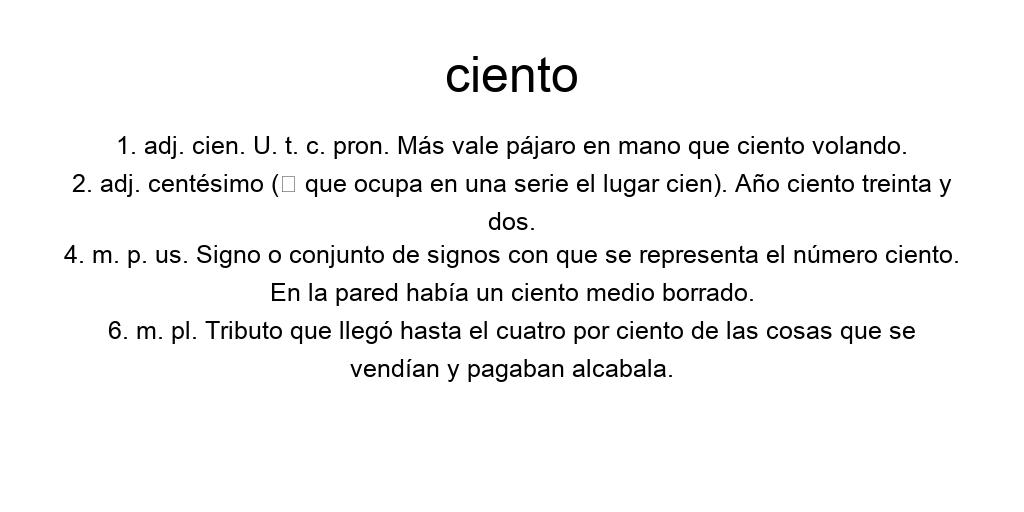 ciento
1. adj. cien. U. t. c. pron. Más vale pájaro en mano que ciento volando.
2. adj. centésimo (□ que ocupa en una serie el lugar cien). Año ciento treinta y
dos.
4. m. p. us. Signo o conjunto de signos con que se representa el número ciento.
En la pared había un ciento medio borrado.
6. m. pl. Tributo que llegó hasta el cuatro por ciento de las cosas que se
vendían y pagaban alcabala.